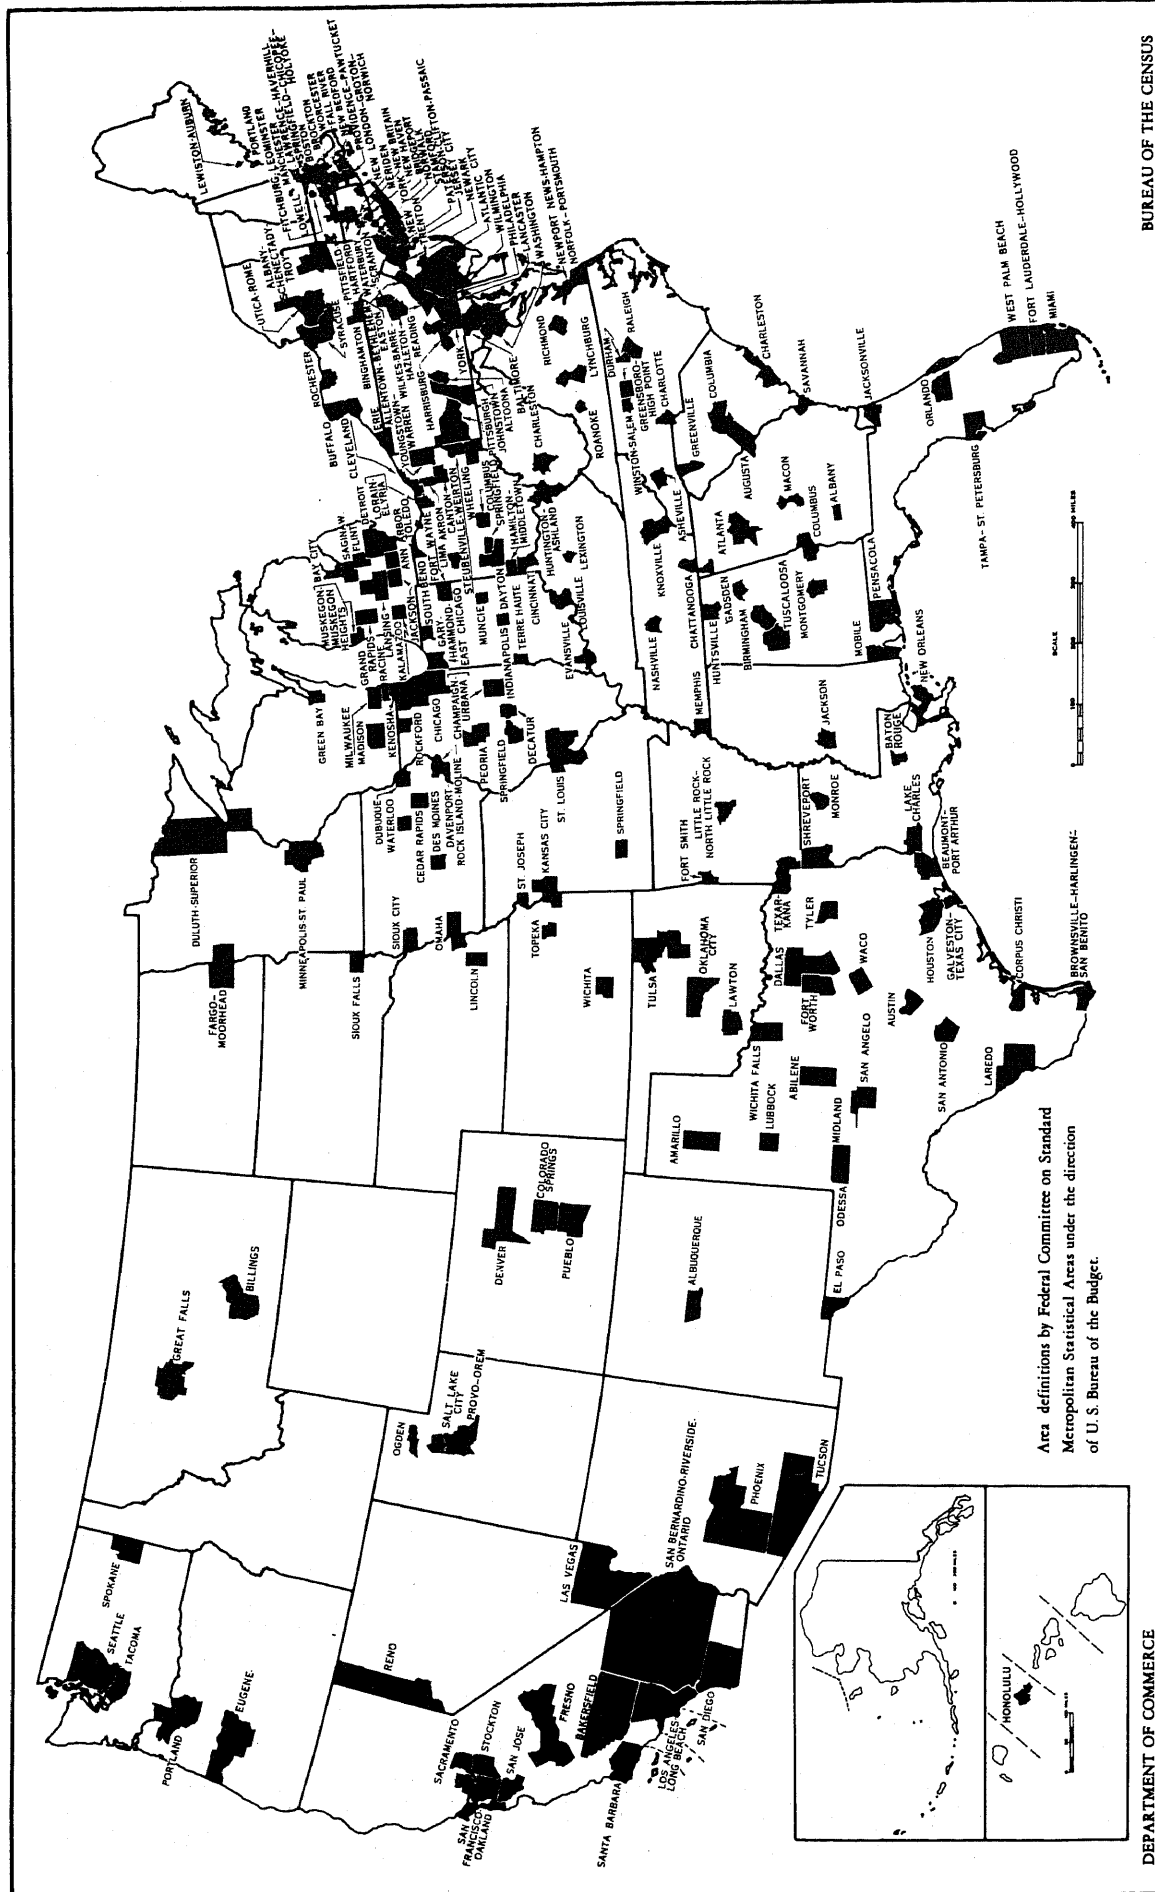 SPOKANE
SEATTLE
TACOMA
PORTLAND
EUGENE
GREAT FALLS
BILLINGS
FARGO-
MOORHEAD
DULUTH-SUPERIOR
MINNEAPOLIS-ST. PAUL
SIOUX FALLS
SIOUX CITY
OMAHA
LINCOLN
DUBUQUE
WATERLOO
CEDAR RAPIDS
DES MOINES
DAVENPORT-
ROCK ISLAND-MOLINE
GREEN BAY
MILWAUKEE
MADISON
KENOSHA
RACINE
ROCKFORD
CHICAGO
CHAMPAIGN-
URBANA
PEORIA
SPRINGFIELD
DECATUR
ST. LOUIS
ST. JOSEPH
KANSAS CITY
SPRINGFIELD
TOPEKA
WICHITA
MUSKEGON-
MUSKEGON
HEIGHTS
BAY CITY
SAGINAW
FLINT
GRAND
RAPIDS
LANSING
KALAMAZOO
JACKSON
DETROIT
ANN ARBOR
TOLEDO
LORAIN-
ELYRIA
CLEVELAND
SOUTH BEND
FORT WAYNE
LIMA
AKRON
CANTON
GARY-
HAMMOND-
EAST CHICAGO
STEUBENVILLE-WEIRTON
WHEELING
MUNCIE
INDIANAPOLIS
DAYTON
SPRINGFIELD
COLUMBUS
HAMILTON-
MIDDLETOWN
TERRE HAUTE
CINCINNATI
HUNTINGTON-
ASHLAND
LEXINGTON
LOUISVILLE
EVANSVILLE
CHARLESTON
BUFFALO
ROCHESTER
SYRACUSE
UTICA-ROME
ALBANY-
SCHENECTADY-
TROY
BINGHAMTON
ERIE
ALLENTOWN-BETHLEHEM-
EASTON
YOUNGSTOWN-
WARREN
WILKES-BARRE-
HAZLETON
SCRANTON
READING
HARRISBURG
YORK
PITTSBURGH
JOHNSTOWN
ALTOONA
BALTIMORE
LEWISTON-AUBURN
PORTLAND
FITCHBURG-LEOMINSTER
MANCHESTER
LAWRENCE-HAVERHILL
LOWELL
SPRINGFIELD-CHICOPEE-
HOLYOKE
BOSTON
BROCKTON
WORCESTER
FALL RIVER
NEW BEDFORD
PROVIDENCE-PAWTUCKET
NEW LONDON-GROTON-
NORWICH
PITTSFIELD
HARTFORD
WATERBURY
MERIDEN
NEW BRITAIN
NEW HAVEN
BRIDGEPORT
NORWALK
STAMFORD
NEW YORK
PATERSON-CLIFTON-PASSAIC
JERSEY CITY
NEWARK
TRENTON
ATLANTIC CITY
WILMINGTON
PHILADELPHIA
LANCASTER
WASHINGTON
NEWPORT NEWS-HAMPTON
NORFOLK-PORTSMOUTH
RICHMOND
LYNCHBURG
ROANOKE
DURHAM
RALEIGH
WINSTON-SALEM
GREENSBORO-
HIGH POINT
CHARLOTTE
ASHEVILLE
GREENVILLE
COLUMBIA
CHARLESTON
SAVANNAH
AUGUSTA
ATLANTA
MACON
COLUMBUS
ALBANY
KNOXVILLE
CHATTANOOGA
NASHVILLE
MEMPHIS
HUNTSVILLE
GADSDEN
BIRMINGHAM
TUSCALOOSA
MONTGOMERY
MOBILE
PENSACOLA
JACKSONVILLE
ORLANDO
TAMPA-ST. PETERSBURG
WEST PALM BEACH
FORT LAUDERDALE-HOLLYWOOD
MIAMI
JACKSON
NEW ORLEANS
BATON
ROUGE
LAKE
CHARLES
MONROE
SHREVEPORT
LITTLE ROCK-
NORTH LITTLE ROCK
FORT SMITH
TEXAR-
KANA
TULSA
OKLAHOMA
CITY
LAWTON
WICHITA FALLS
DALLAS
FORT
WORTH
TYLER
WACO
AUSTIN
HOUSTON
BEAUMONT-
PORT ARTHUR
GALVESTON-
TEXAS CITY
CORPUS CHRISTI
BROWNSVILLE-HARLINGEN-
SAN BENITO
LAREDO
SAN ANTONIO
SAN ANGELO
ABILENE
AMARILLO
LUBBOCK
MIDLAND
ODESSA
EL PASO
ALBUQUERQUE
DENVER
COLORADO
SPRINGS
PUEBLO
OGDEN
SALT LAKE
CITY
PROVO-OREM
RENO
LAS VEGAS
SAN BERNARDINO-RIVERSIDE-
ONTARIO
PHOENIX
TUCSON
SACRAMENTO
STOCKTON
SAN JOSE
SAN
FRANCISCO-
OAKLAND
FRESNO
BAKERSFIELD
SANTA BARBARA
LOS ANGELES-
LONG BEACH
SAN DIEGO
HONOLULU
SCALE
0 100 200 300 400 MILES
Area definitions by Federal Committee on Standard
Metropolitan Statistical Areas under the direction
of U. S. Bureau of the Budget.
DEPARTMENT OF COMMERCE
BUREAU OF THE CENSUS